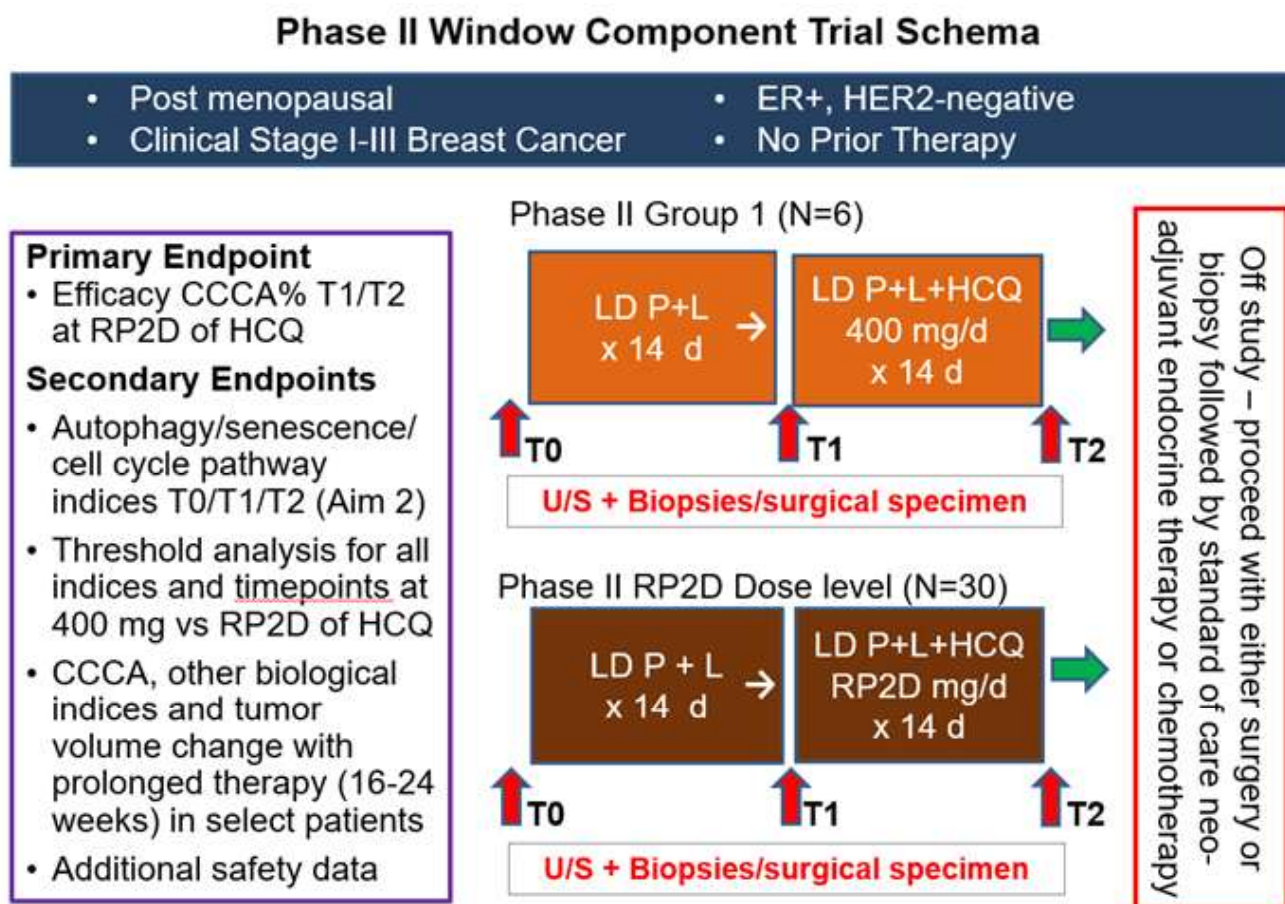 Phase II Window Component Trial Schema
• Post menopausal
• Clinical Stage I-III Breast Cancer
• ER+, HER2-negative
• No Prior Therapy
Primary Endpoint
• Efficacy CCCA% T1/T2
at RP2D of HCQ
Secondary Endpoints
• Autophagy/senescence/
cell cycle pathway
indices T0/T1/T2 (Aim 2)
• Threshold analysis for all
indices and timepoints at
400 mg vs RP2D of HCQ
• CCCA, other biological
indices and tumor
volume change with
prolonged therapy (16-24
weeks) in select patients
• Additional safety data
Phase II Group 1 (N=6)
LD P+L →
x 14 d
LD P+L+HCQ
400 mg/d
x 14 d
T0
T1
T2
U/S + Biopsies/surgical specimen
Phase II RP2D Dose level (N=30)
LD P + L →
x 14 d
LD P+L+HCQ
RP2D mg/d
x 14 d
T0
T1
T2
U/S + Biopsies/surgical specimen
Off study – proceed with either surgery or
biopsy followed by standard of care neo-
adjuvant endocrine therapy or chemotherapy